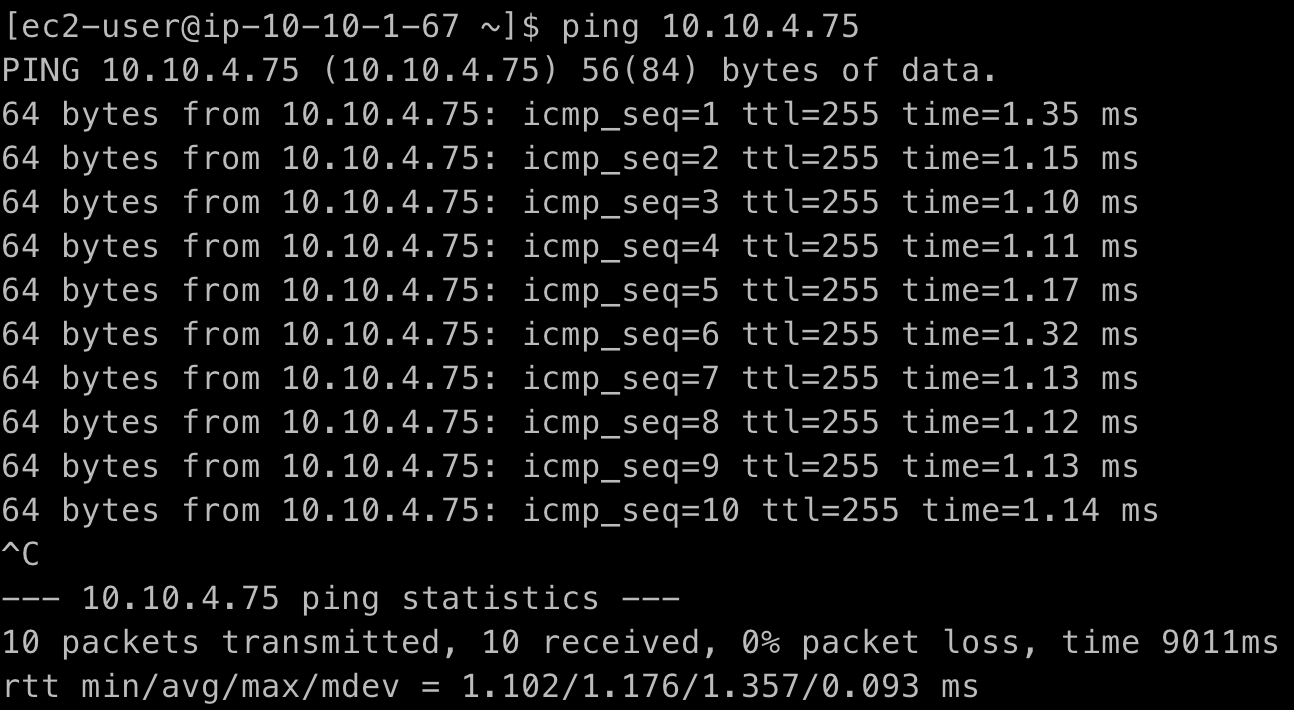 [ec2-user@ip-10-10-1-67 ~]$ ping 10.10.4.75
PING 10.10.4.75 (10.10.4.75) 56(84) bytes of data.
64 bytes from 10.10.4.75: icmp_seq=1 ttl=255 time=1.35 ms
64 bytes from 10.10.4.75: icmp_seq=2 ttl=255 time=1.15 ms
64 bytes from 10.10.4.75: icmp_seq=3 ttl=255 time=1.10 ms
64 bytes from 10.10.4.75: icmp_seq=4 ttl=255 time=1.11 ms
64 bytes from 10.10.4.75: icmp_seq=5 ttl=255 time=1.17 ms
64 bytes from 10.10.4.75: icmp_seq=6 ttl=255 time=1.32 ms
64 bytes from 10.10.4.75: icmp_seq=7 ttl=255 time=1.13 ms
64 bytes from 10.10.4.75: icmp_seq=8 ttl=255 time=1.12 ms
64 bytes from 10.10.4.75: icmp_seq=9 ttl=255 time=1.13 ms
64 bytes from 10.10.4.75: icmp_seq=10 ttl=255 time=1.14 ms
^C
--- 10.10.4.75 ping statistics ---
10 packets transmitted, 10 received, 0% packet loss, time 9011ms
rtt min/avg/max/mdev = 1.102/1.176/1.357/0.093 ms